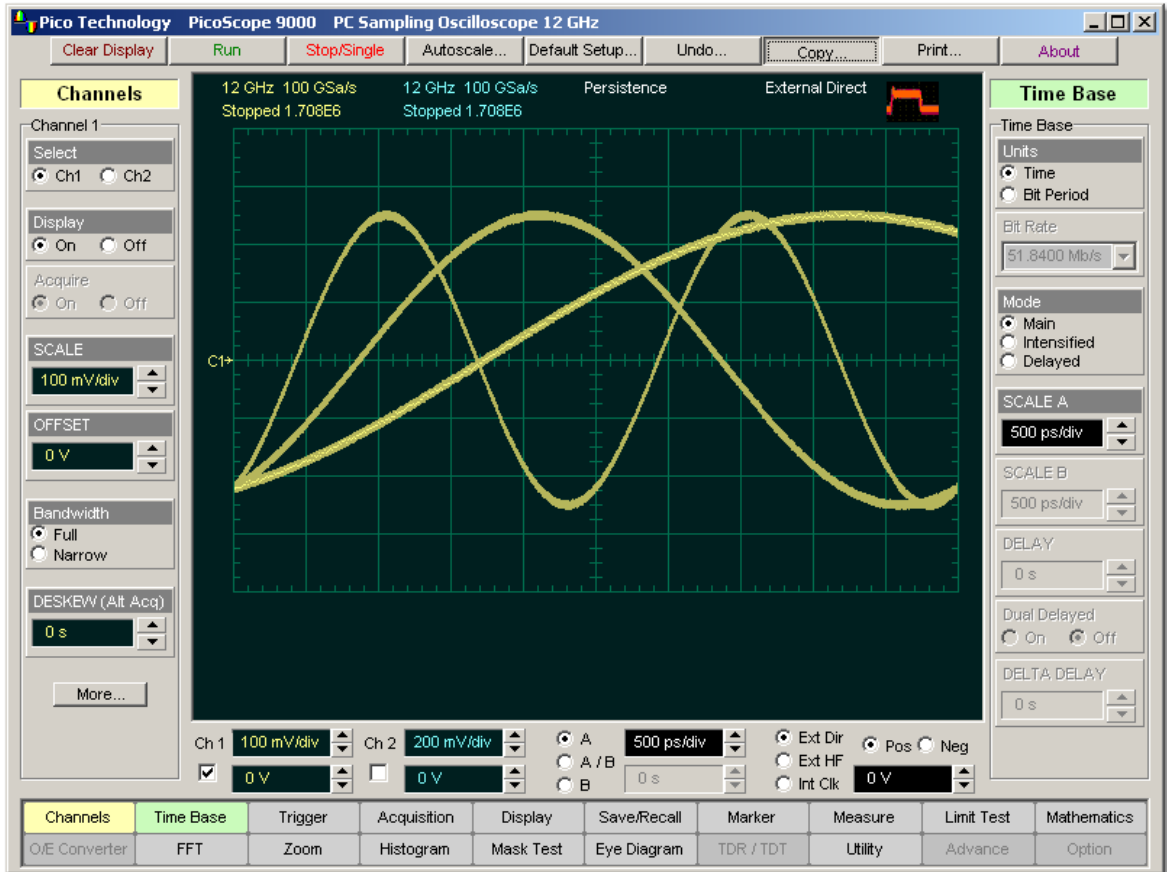 Pico Technology PicoScope 9000 PC Sampling Oscilloscope 12 GHz
Clear Display Run Stop/Single Autoscale... Default Setup... Undo... Copy... Print... About
Channels
Channel 1
Select
Ch1 Ch2
Display
On Off
Acquire
On Off
SCALE
100 mV/div
OFFSET
0 V
Bandwidth
Full
Narrow
DESKEW (Alt Acq)
0 s
More...
12 GHz 100 GSa/s 12 GHz 100 GSa/s Persistence External Direct
Stopped 1.708E6 Stopped 1.708E6
C1
Time Base
Time Base
Units
Time
Bit Period
Bit Rate
51.8400 Mb/s
Mode
Main
Intensified
Delayed
SCALE A
500 ps/div
SCALE B
500 ps/div
DELAY
0 s
Dual Delayed
On Off
DELTA DELAY
0 s
Ch 1 100 mV/div Ch 2 200 mV/div A 500 ps/div Ext Dir Pos Neg
A / B Ext HF
0 V 0 V B 0 s Int Clk 0 V
Channels Time Base Trigger Acquisition Display Save/Recall Marker Measure Limit Test Mathematics
O/E Converter FFT Zoom Histogram Mask Test Eye Diagram TDR / TDT Utility Advance Option